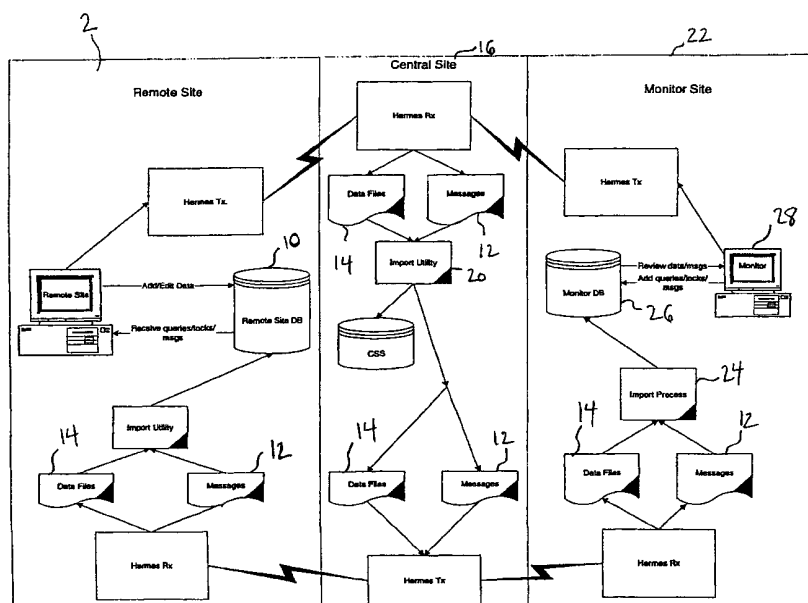 2
16
22
Central Site
Remote Site
Monitor Site
Hermes Rx
Hermes Tx.
Hermes Tx
Data Files
Messages
14
12
28
10
Import Utility
20
Remote Site
Add/Edit Data
Receive queries/locks/
msgs
Remote Site DB
Monitor DB
Review data/msgs
Add queries/locks/
msgs
Monitor
26
CSS
Import Utility
Import Process
24
14
Data Files
12
Messages
14
Data Files
12
Messages
14
Data Files
12
Messages
Hermes Rx
Hermes Tx
Hermes Rx